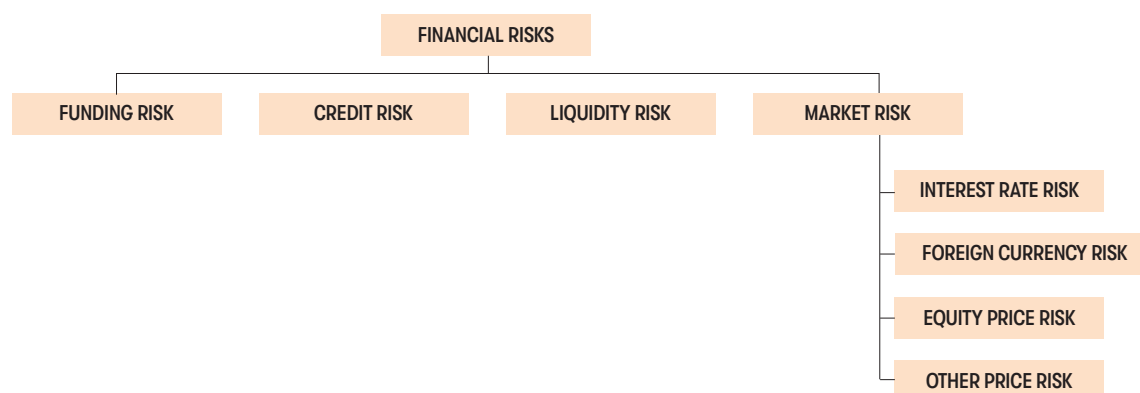 FINANCIAL RISKS
FUNDING RISK
CREDIT RISK
LIQUIDITY RISK
MARKET RISK
INTEREST RATE RISK
FOREIGN CURRENCY RISK
EQUITY PRICE RISK
OTHER PRICE RISK